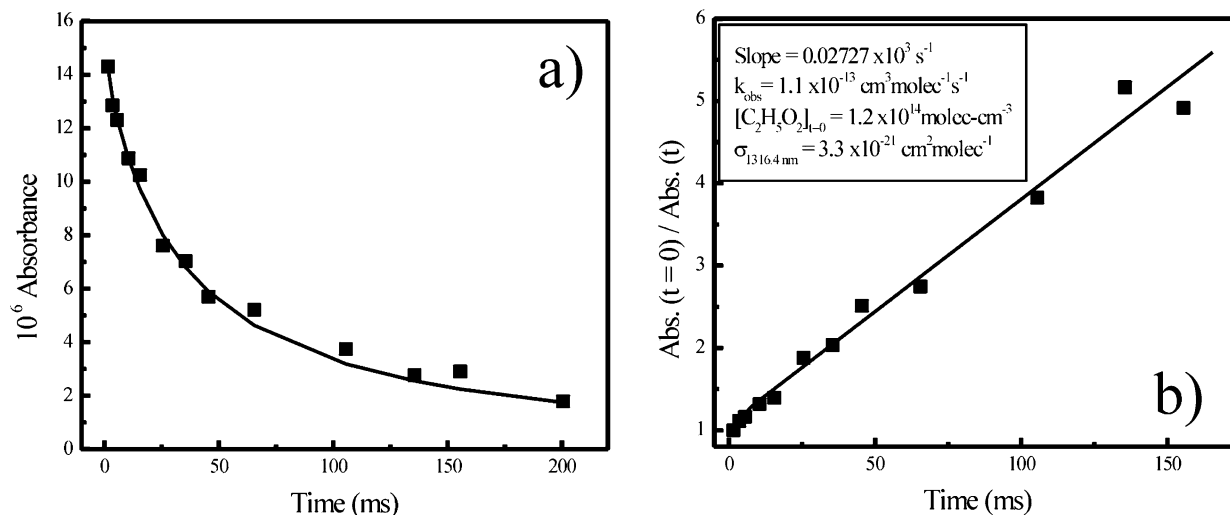 a)
16
14
12
10
8
6
4
2
0
10⁶ Absorbance
0 50 100 150 200
Time (ms)
Slope = 0.02727 x10³ s⁻¹
k_obs = 1.1 x10⁻¹³ cm³molec⁻¹s⁻¹
[C₂H₅O₂]ₜ₌₀ = 1.2 x10¹⁴molec-cm⁻³
σ₁₃₁₆.₄ ₙₘ = 3.3 x10⁻²¹ cm²molec⁻¹
b)
6
5
4
3
2
1
Abs. (t = 0) / Abs. (t)
0 50 100 150
Time (ms)